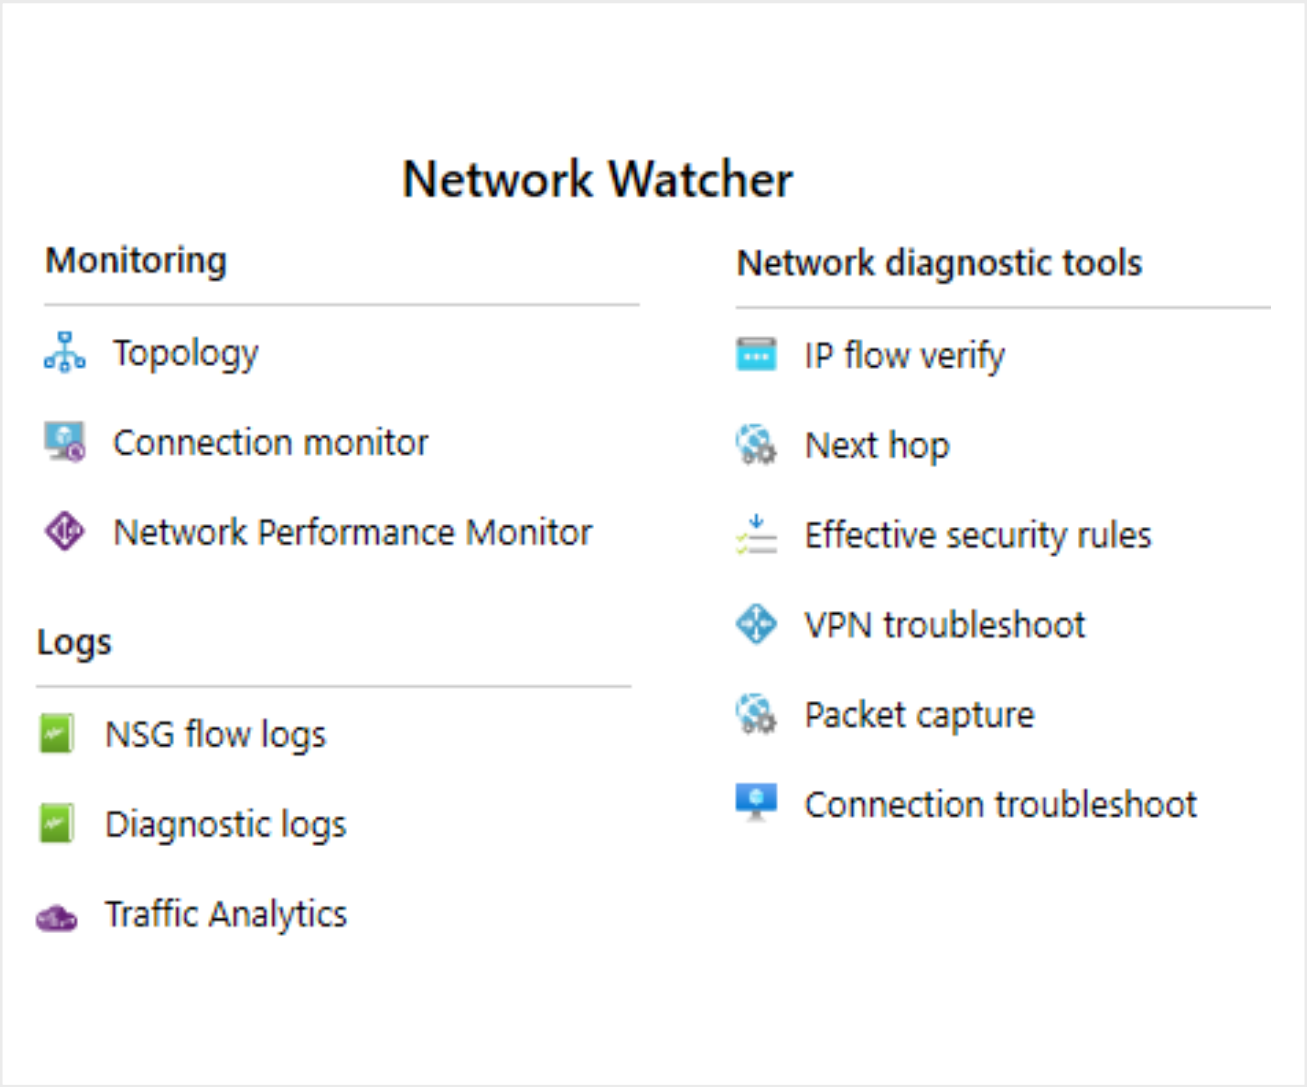 Network Watcher
Monitoring
Topology
Connection monitor
Network Performance Monitor
Logs
NSG flow logs
Diagnostic logs
Traffic Analytics
Network diagnostic tools
IP flow verify
Next hop
Effective security rules
VPN troubleshoot
Packet capture
Connection troubleshoot